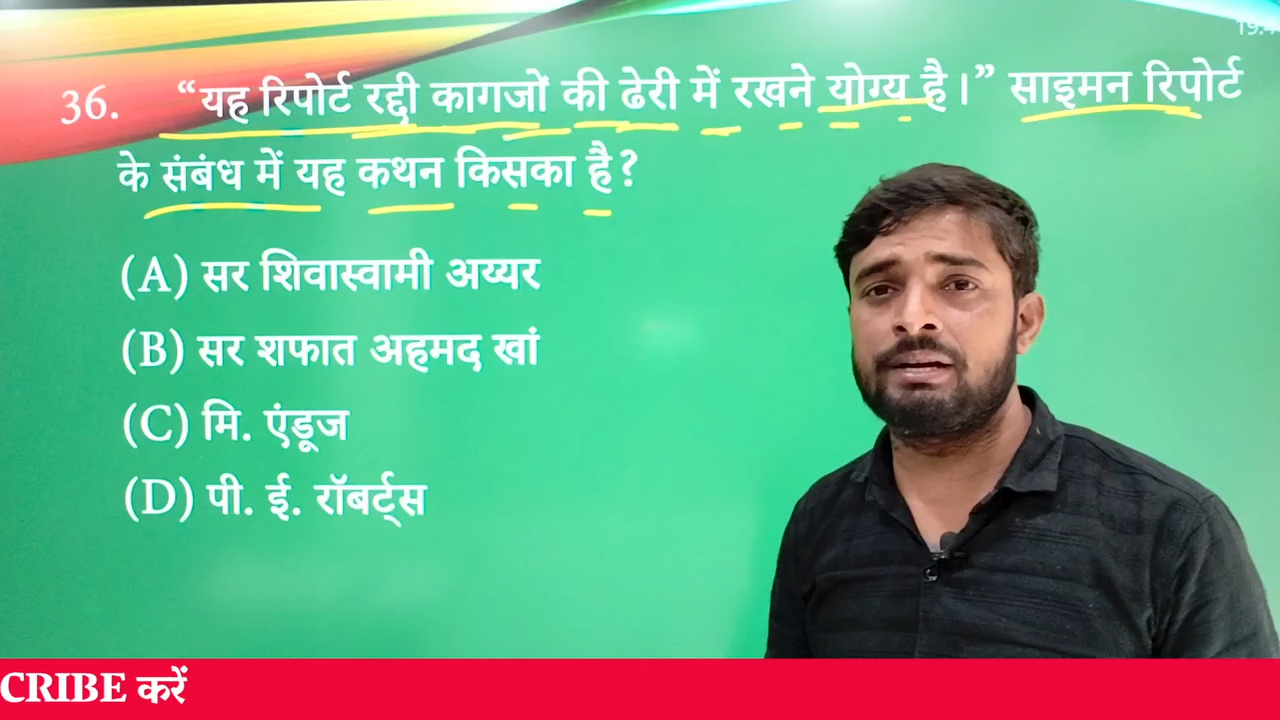 36. “यह रिपोर्ट रद्दी कागजों की ढेरी में रखने योग्य है।” साइमन रिपोर्ट
के संबंध में यह कथन किसका है?
(A) सर शिवास्वामी अय्यर
(B) सर शफात अहमद खां
(C) मि. एंड्रूज
(D) पी. ई. रॉबर्ट्स
CRIBE करें